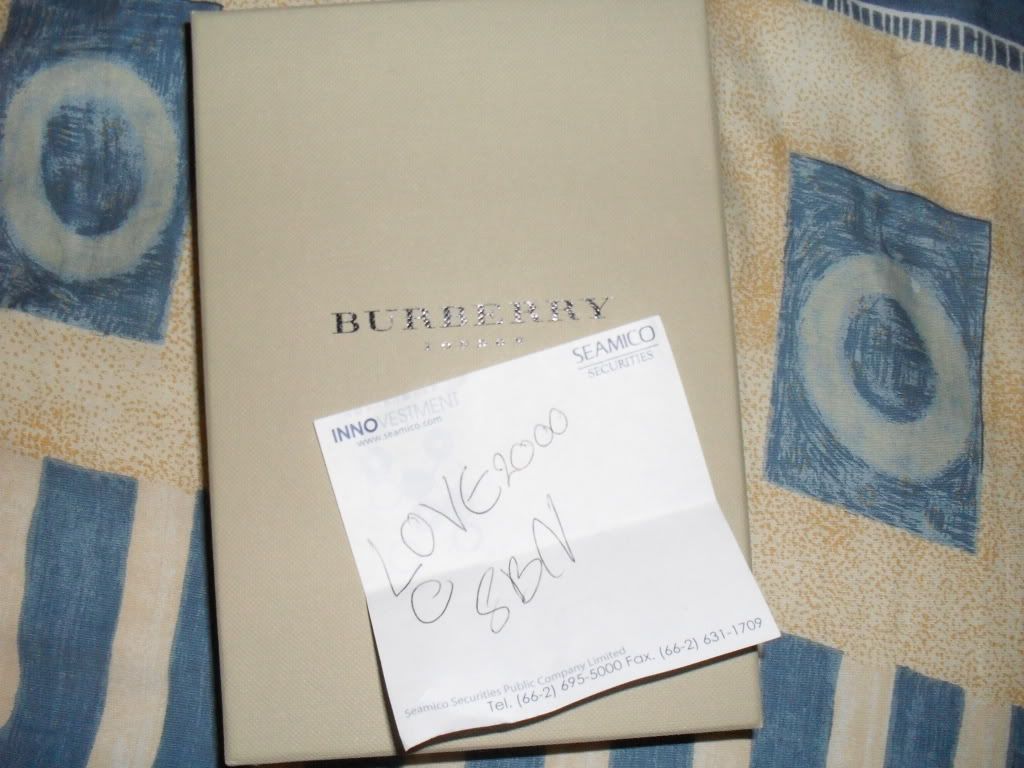 BURBERRY
LONDON
SEAMICO
SECURITIES
INNOVESTMENT
www.seamico.com
LOVE2000
SBN
Seamico Securities Public Company Limited
Tel. (66-2) 695-5000 Fax. (66-2) 631-1709